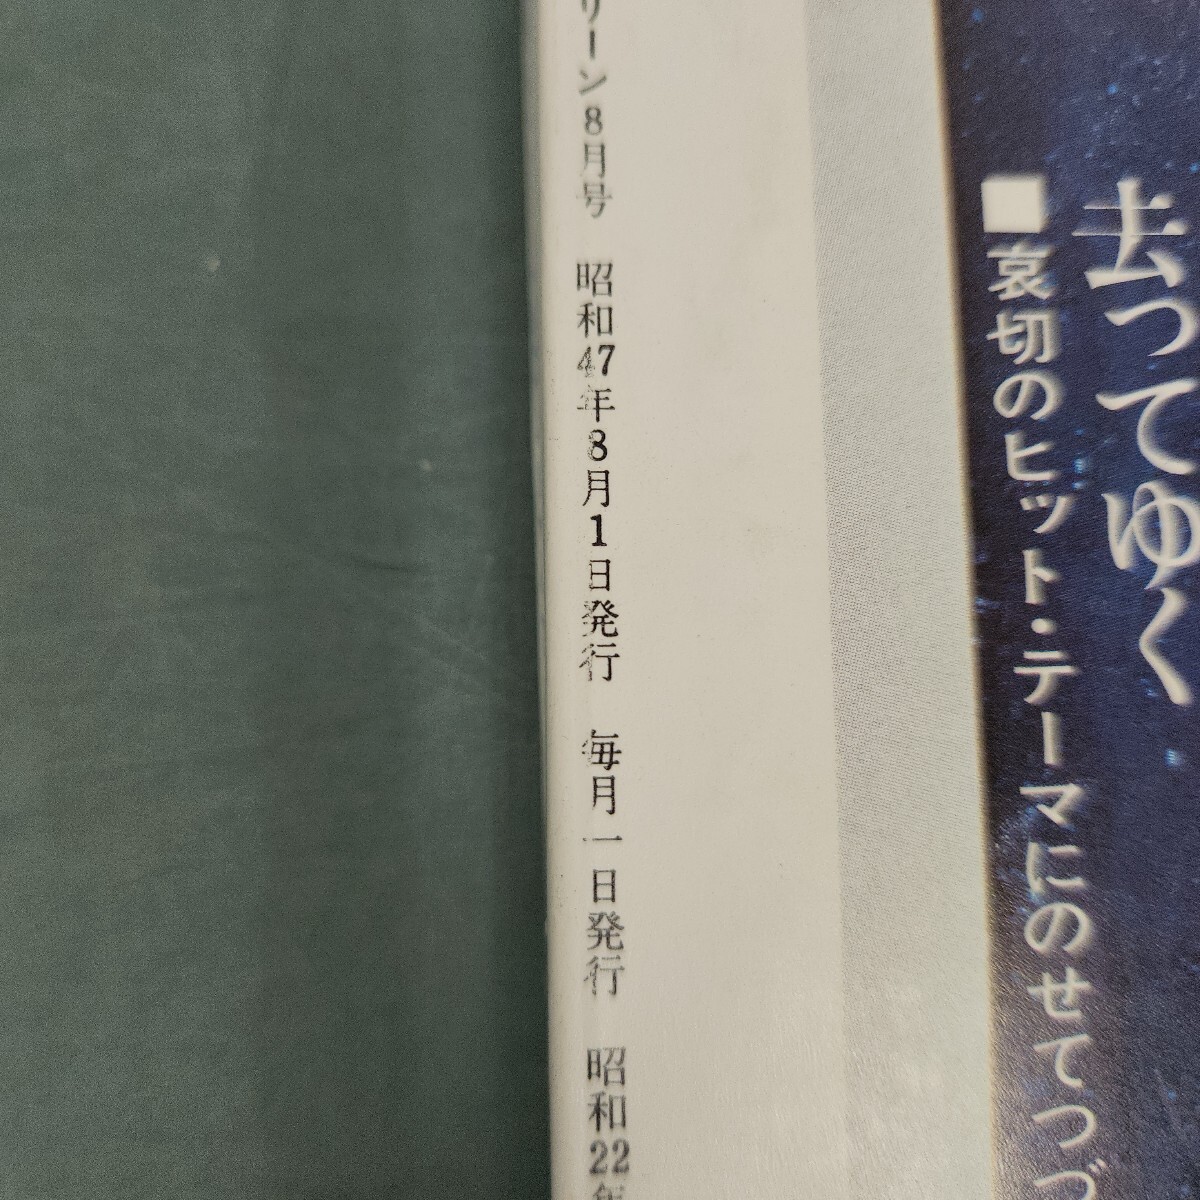 去ってゆく
■哀切のヒット・テーマにのせてつづ
リーン8月号 昭和47年8月1日発行 毎月一日発行 昭和22年